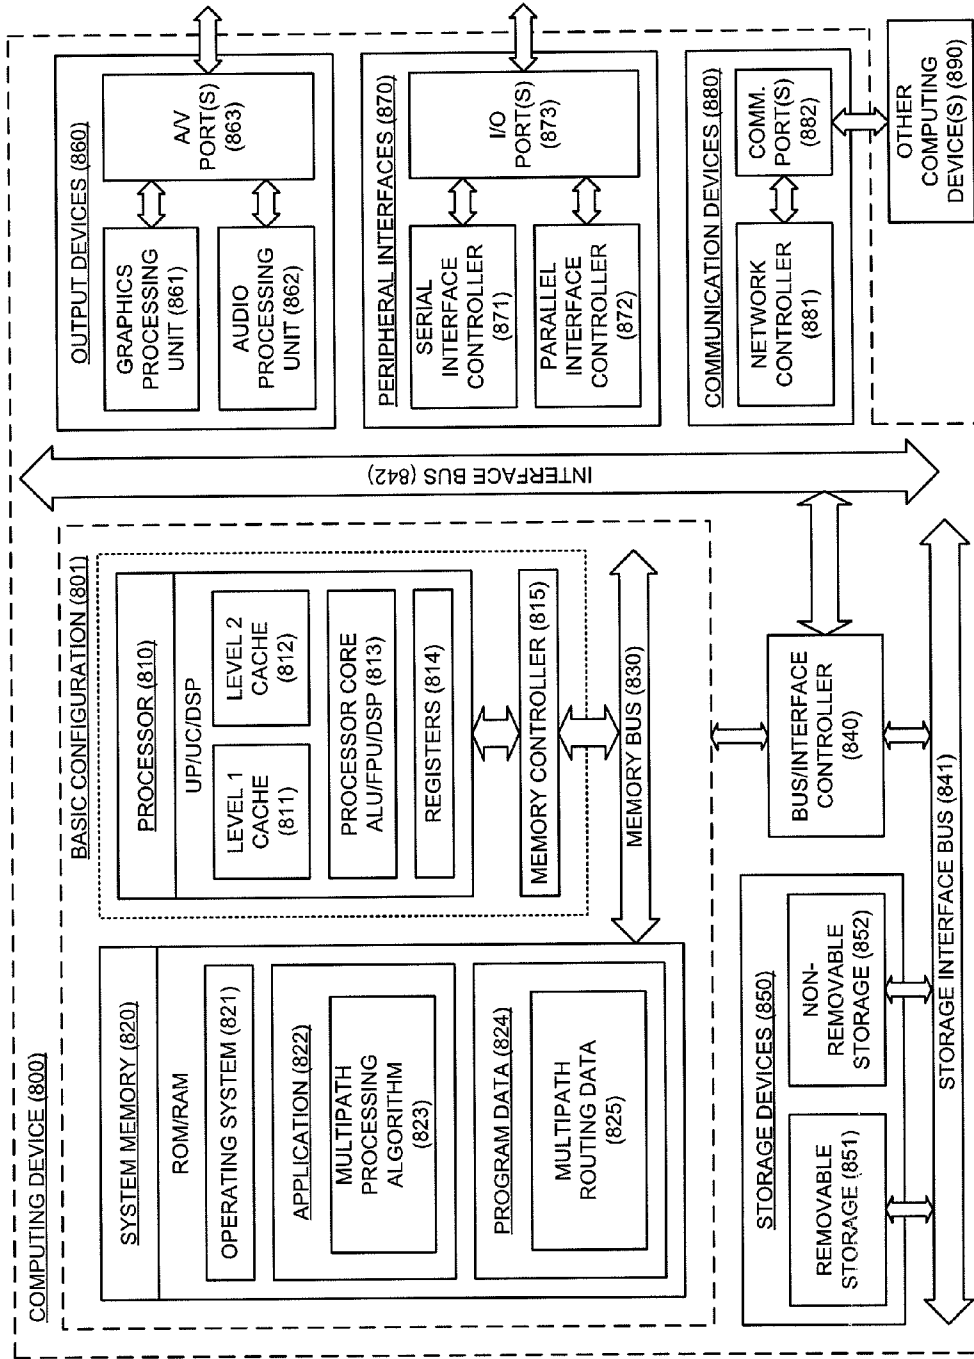 COMPUTING DEVICE (800)
BASIC CONFIGURATION (801)
SYSTEM MEMORY (820)
ROM/RAM
OPERATING SYSTEM (821)
APPLICATION (822)
MULTIPATH
PROCESSING
ALGORITHM
(823)
PROGRAM DATA (824)
MULTIPATH
ROUTING DATA
(825)
PROCESSOR (810)
UP/UC/DSP
LEVEL 1
CACHE
(811)
LEVEL 2
CACHE
(812)
PROCESSOR CORE
ALU/FPU/DSP (813)
REGISTERS (814)
MEMORY CONTROLLER (815)
MEMORY BUS (830)
BUS/INTERFACE
CONTROLLER
(840)
STORAGE DEVICES (850)
REMOVABLE
STORAGE (851)
NON-
REMOVABLE
STORAGE (852)
STORAGE INTERFACE BUS (841)
INTERFACE BUS (842)
OUTPUT DEVICES (860)
GRAPHICS
PROCESSING
UNIT (861)
AUDIO
PROCESSING
UNIT (862)
A/V
PORT(S)
(863)
PERIPHERAL INTERFACES (870)
SERIAL
INTERFACE
CONTROLLER
(871)
PARALLEL
INTERFACE
CONTROLLER
(872)
I/O
PORT(S)
(873)
COMMUNICATION DEVICES (880)
NETWORK
CONTROLLER
(881)
COMM.
PORT(S)
(882)
OTHER
COMPUTING
DEVICE(S) (890)